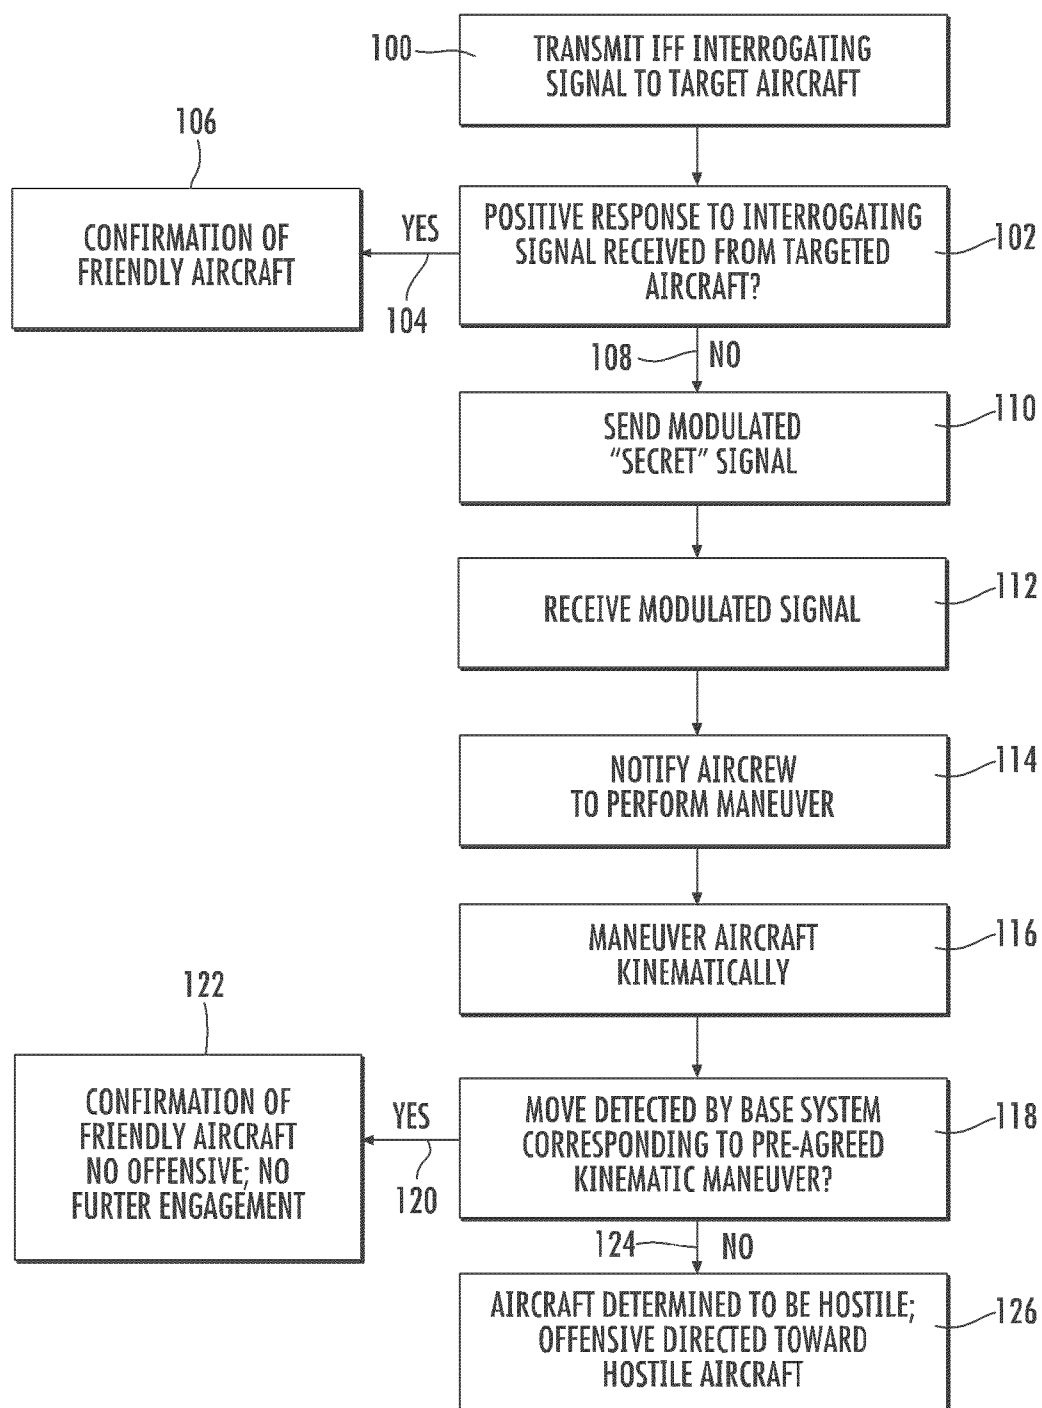 100
TRANSMIT IFF INTERROGATING
SIGNAL TO TARGET AIRCRAFT
106
CONFIRMATION OF
FRIENDLY AIRCRAFT
YES
104
POSITIVE RESPONSE TO INTERROGATING
SIGNAL RECEIVED FROM TARGETED
AIRCRAFT?
102
108
NO
SEND MODULATED
“SECRET” SIGNAL
110
RECEIVE MODULATED SIGNAL
112
NOTIFY AIRCREW
TO PERFORM MANEUVER
114
MANEUVER AIRCRAFT
KINEMATICALLY
116
122
CONFIRMATION OF
FRIENDLY AIRCRAFT
NO OFFENSIVE; NO
FURTER ENGAGEMENT
YES
120
MOVE DETECTED BY BASE SYSTEM
CORRESPONDING TO PRE-AGREED
KINEMATIC MANEUVER?
118
124
NO
AIRCRAFT DETERMINED TO BE HOSTILE;
OFFENSIVE DIRECTED TOWARD
HOSTILE AIRCRAFT
126